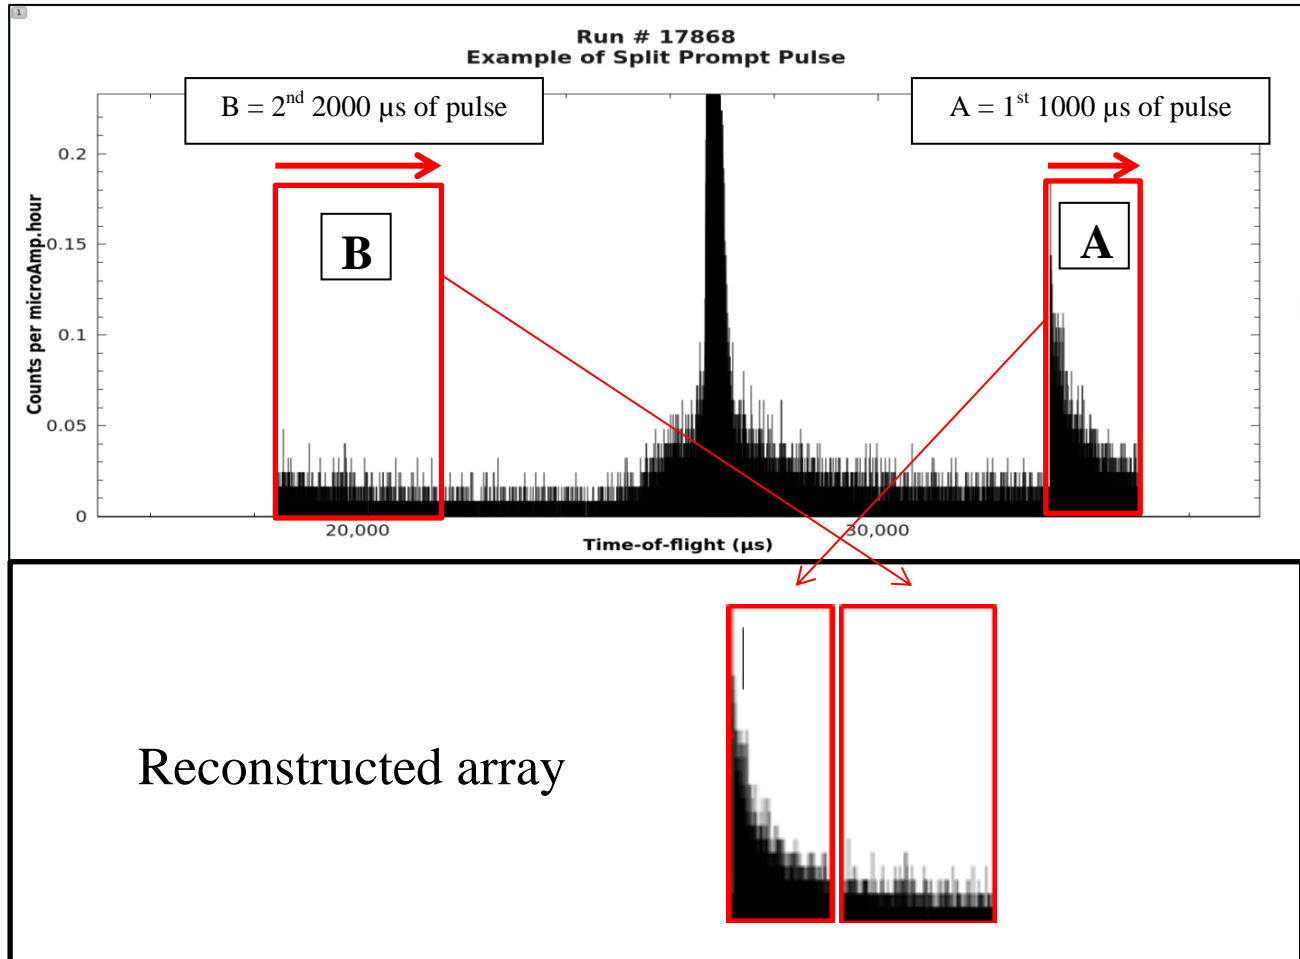 1
Run # 17868
Example of Split Prompt Pulse
B = 2nd 2000 µs of pulse
A = 1st 1000 µs of pulse
0.2
0.15
0.1
0.05
0
Counts per microAmp.hour
B
A
20,000
30,000
Time-of-flight (µs)
Reconstructed array